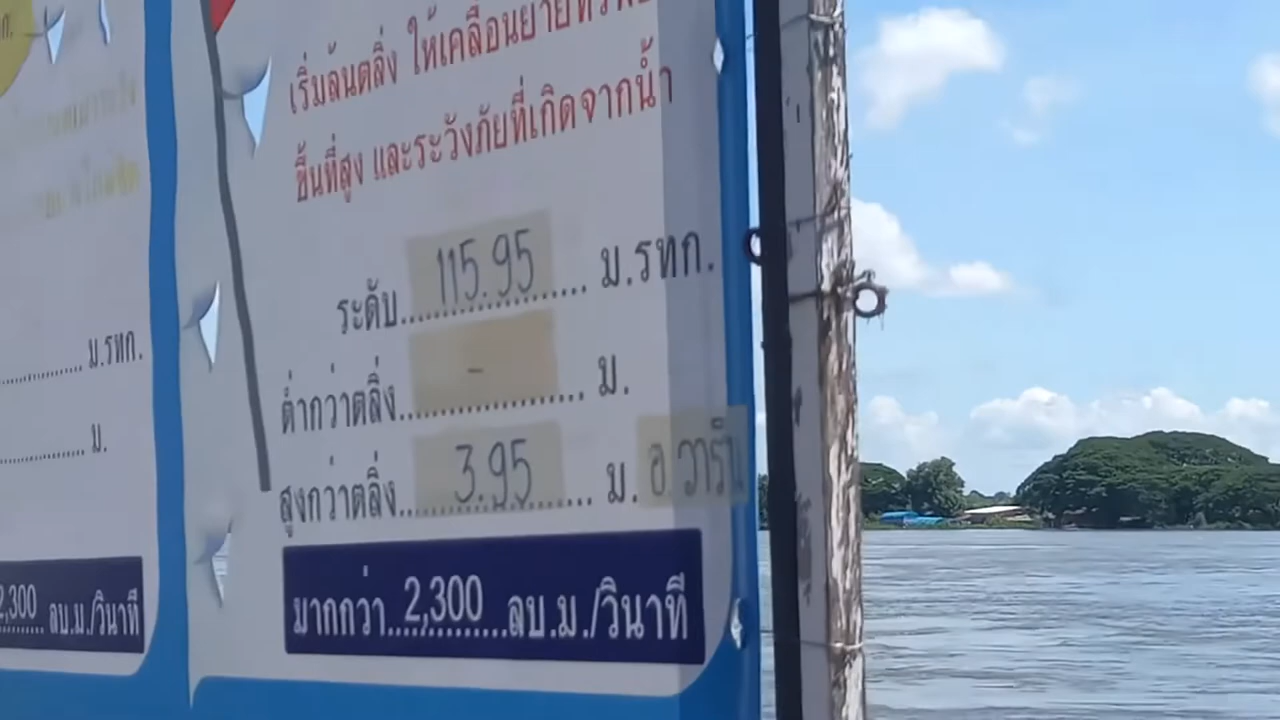 เริ่มล้นตลิ่ง ให้เคลื่อนย้าย
ขึ้นที่สูง และระวังภัยที่เกิดจากน้ำ
ระดับ..115.95.. ม.รทก.
ต่ำกว่าตลิ่ง..-.. ม.
สูงกว่าตลิ่ง..3.95.. ม. อ วาริน
มากกว่า..2,300..ลบ.ม./วินาที
ม.รทก.
ม.
2,300 ลบ.ม./วินาที